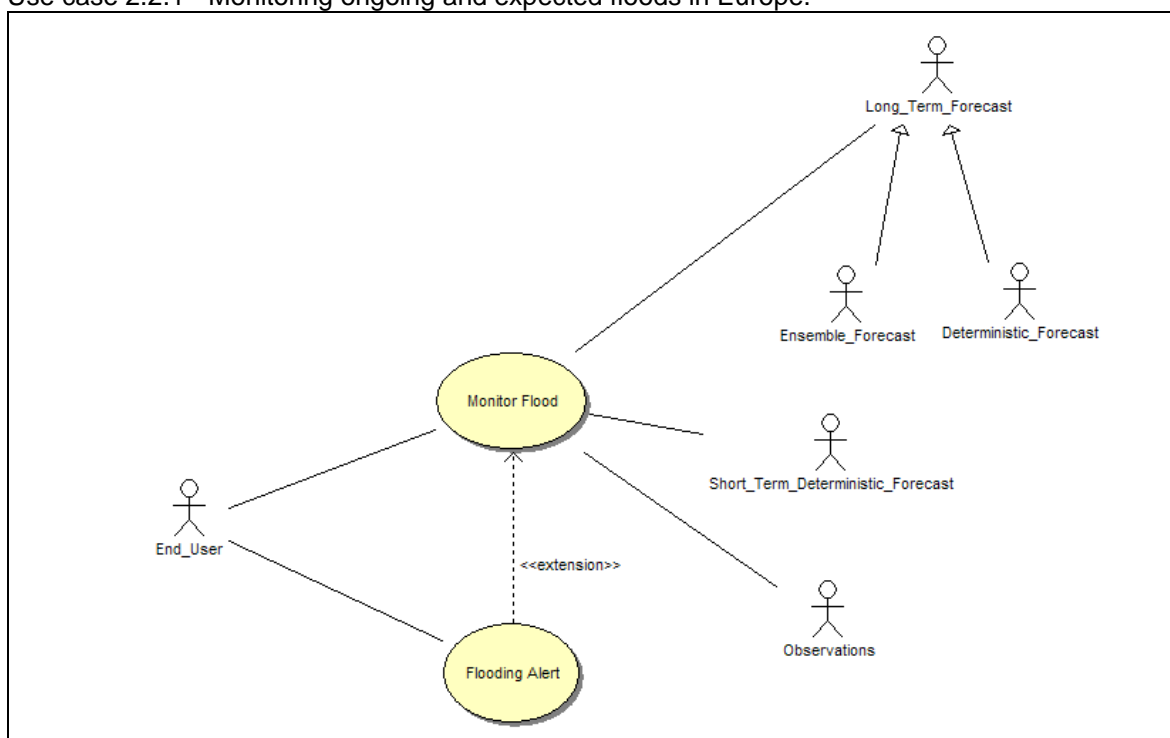 Use case 2.2.1 - Monitoring ongoing and expected floods in Europe.
Long_Term_Forecast
Ensemble_Forecast
Deterministic_Forecast
Monitor Flood
Short_Term_Deterministic_Forecast
End_User
<<extension>>
Observations
Flooding Alert